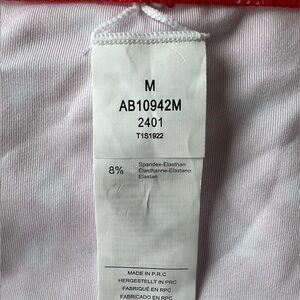 M
AB10942M
2401
T1S1922
8%
Spandex-Elasthan
Elasthanne-Elastano
Elastan
MADE IN P.R.C
HERGESTELLT IN PRC
FABRIQUÉ EN RPC
FABRICADO EN RPC